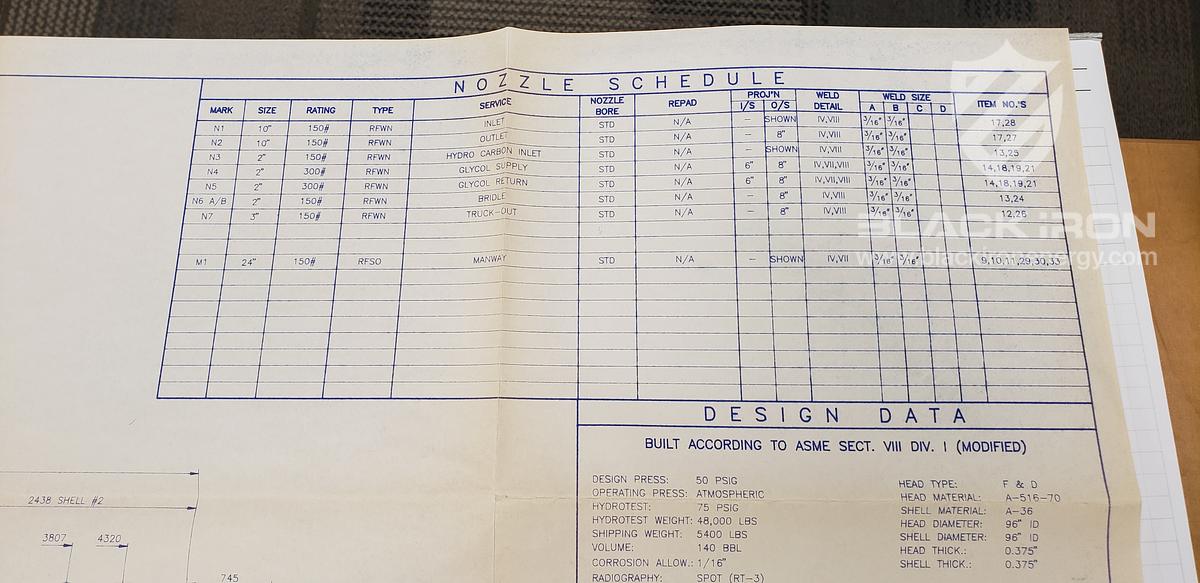 NOZZLE SCHEDULE
MARK SIZE RATING TYPE SERVICE NOZZLE BORE REPAD PROJ'N I/S O/S WELD DETAIL WELD SIZE A B C D ITEM NO.'S
N1 10" 150# RFWN INLET STD N/A – SHOWN IV,VIII 3/16" 3/16" 17,28
N2 10" 150# RFWN OUTLET STD N/A – 8" IV,VIII 3/16" 3/16" 17,27
N3 2" 150# RFWN HYDRO CARBON INLET STD N/A – SHOWN IV,VIII 3/16" 3/16" 13,25
N4 2" 300# RFWN GLYCOL SUPPLY STD N/A 6" 8" IV,VII,VIII 3/16" 3/16" 14,18,19,21
N5 2" 300# RFWN GLYCOL RETURN STD N/A 6" 8" IV,VII,VIII 3/16" 3/16" 14,18,19,21
N6 A/B 2" 150# RFWN BRIDLE STD N/A – 8" IV,VIII 3/16" 3/16" 13,24
N7 3" 150# RFWN TRUCK-OUT STD N/A – 8" IV,VIII 3/16" 3/16" 12,26
M1 24" 150# RFSO MANWAY STD N/A – SHOWN IV,VII 3/16" 3/16" 9,10,11,29,30,33
BLACK IRON
www.blackironenergy.com
DESIGN DATA
BUILT ACCORDING TO ASME SECT. VIII DIV. I (MODIFIED)
DESIGN PRESS: 50 PSIG
OPERATING PRESS: ATMOSPHERIC
HYDROTEST: 75 PSIG
HYDROTEST WEIGHT: 48,000 LBS
SHIPPING WEIGHT: 5400 LBS
VOLUME: 140 BBL
CORROSION ALLOW.: 1/16"
RADIOGRAPHY: SPOT (RT-3)
HEAD TYPE: F & D
HEAD MATERIAL: A-516-70
SHELL MATERIAL: A-36
HEAD DIAMETER: 96" ID
SHELL DIAMETER: 96" ID
HEAD THICK.: 0.375"
SHELL THICK.: 0.375"
2438 SHELL #2
3807 4320
745